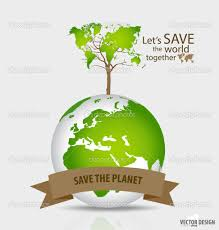 Let's SAVE
the world
together
SAVE THE PLANET
VECTOR DESIGN